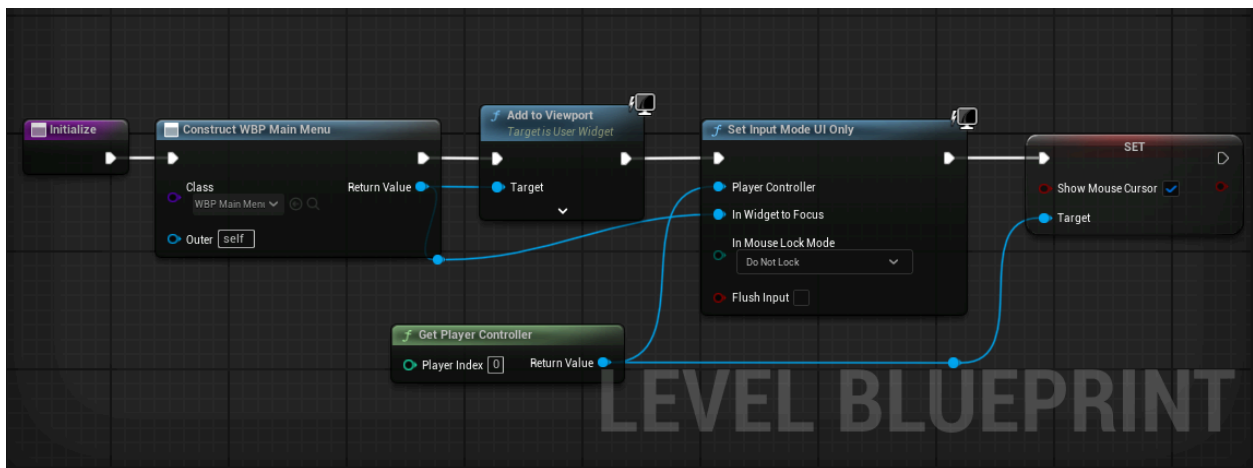 Initialize
Construct WBP Main Menu
Class
WBP Main Menu
Outer self
Return Value
f Add to Viewport
Target is User Widget
Target
f Set Input Mode UI Only
Player Controller
In Widget to Focus
In Mouse Lock Mode
Do Not Lock
Flush Input
SET
Show Mouse Cursor
Target
f Get Player Controller
Player Index 0
Return Value
LEVEL BLUEPRINT